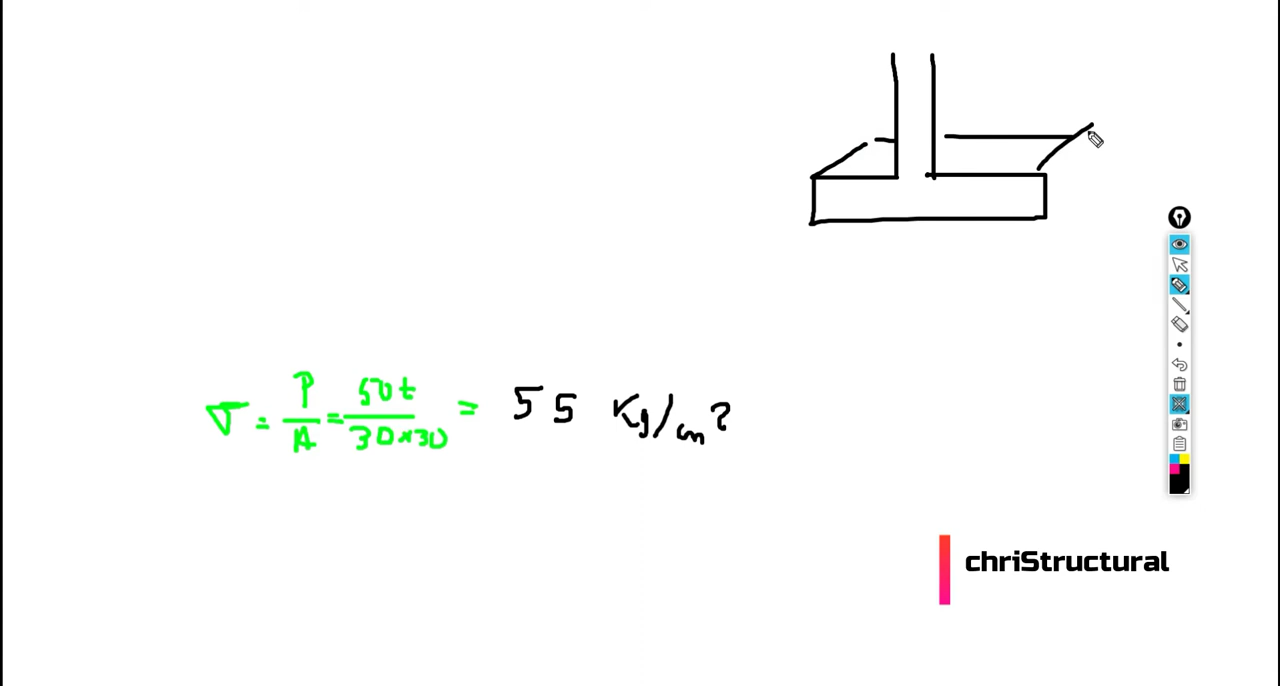 σ = P/A = 50t/30×30 = 55 Kg/cm2
chriStructural